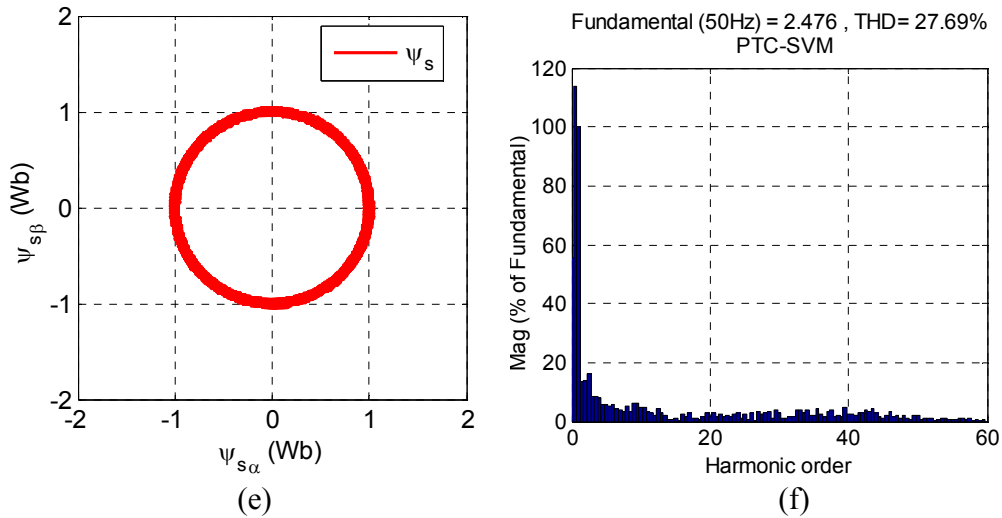 2
1
0
-1
-2
-2
-1
0
1
2
ψsβ (Wb)
ψsα (Wb)
ψs
(e)
Fundamental (50Hz) = 2.476 , THD= 27.69%
PTC-SVM
120
100
80
60
40
20
0
0
20
40
60
Mag (% of Fundamental)
Harmonic order
(f)